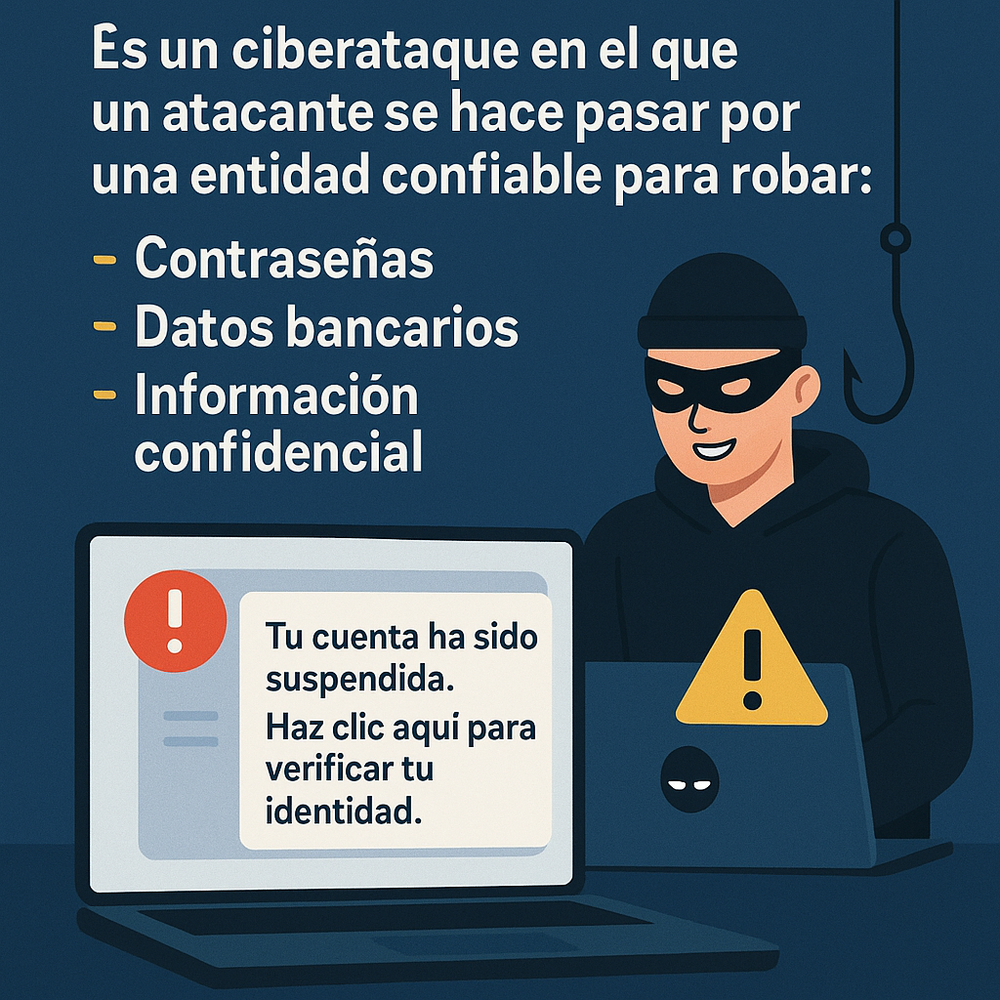 Es un ciberataque en el que
un atacante se hace pasar por
una entidad confiable para robar:
- Contraseñas
- Datos bancarios
- Información
confidencial
Tu cuenta ha sido
suspendida.
Haz clic aquí para
verificar tu
identidad.